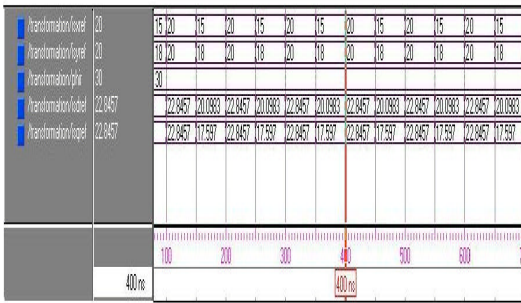 /transformation/isxref 20 15 20 15 20 15 20 15 20 15 20 15 20 15
/transformation/isyref 20 18 20 18 20 18 20 18 20 18 20 18 20 18
/transformation/phir 30 30
/transformation/isdref 22.8457 22.8457 20.0983 22.8457 20.0983 22.8457 20.0983 22.8457 20.0983 22.8457 20.0983 22.8457 20.0983
/transformation/isqref 22.8457 22.8457 17.597 22.8457 17.597 22.8457 17.597 22.8457 17.597 22.8457 17.597 22.8457 17.597
100 200 300 400 500 600
400 ns 400 ns